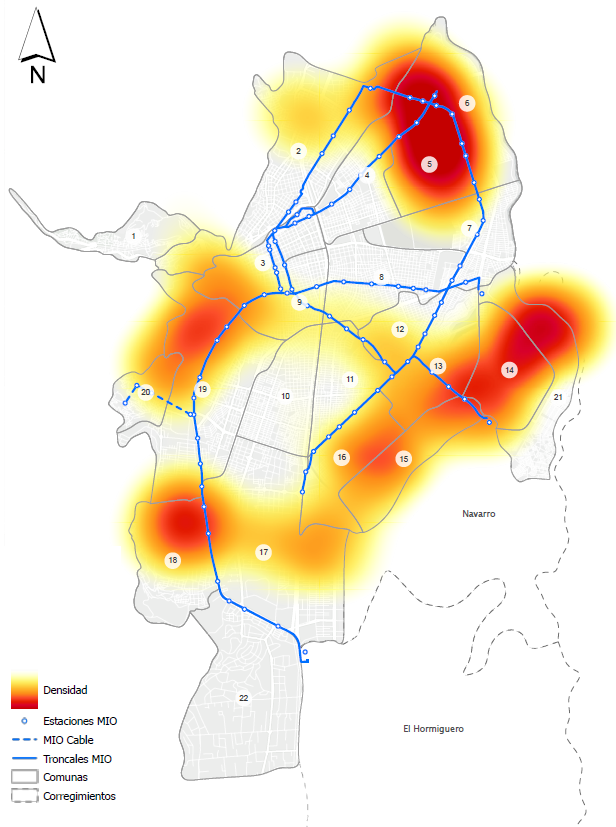 N
6
2
5
4
1
7
3
8
9
12
13
14
11
10
19
20
21
16
15
Navarro
17
18
22
El Hormiguero
Densidad
Estaciones MIO
MIO Cable
Troncales MIO
Comunas
Corregimientos